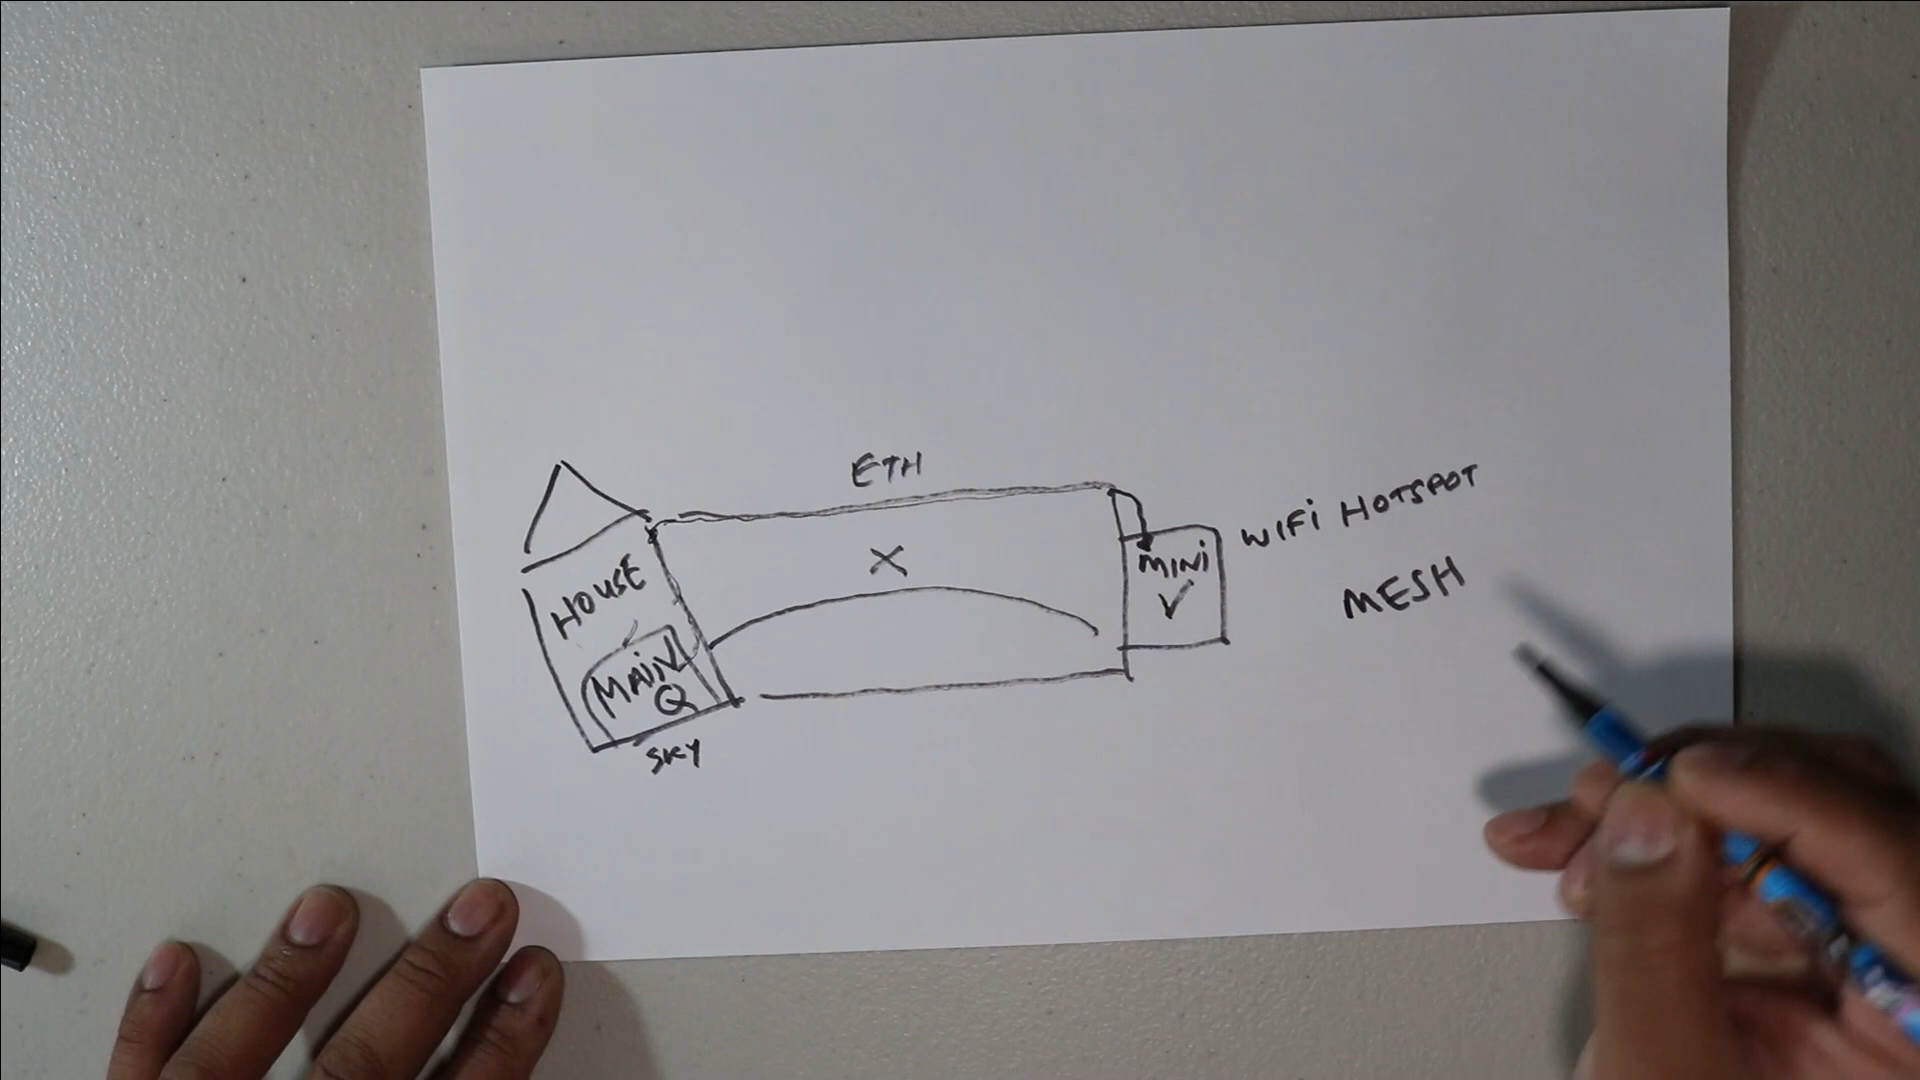 ETH
WIFI HOTSPOT
X
MINI
HOUSE
MESH
MAIN
Q
SKY